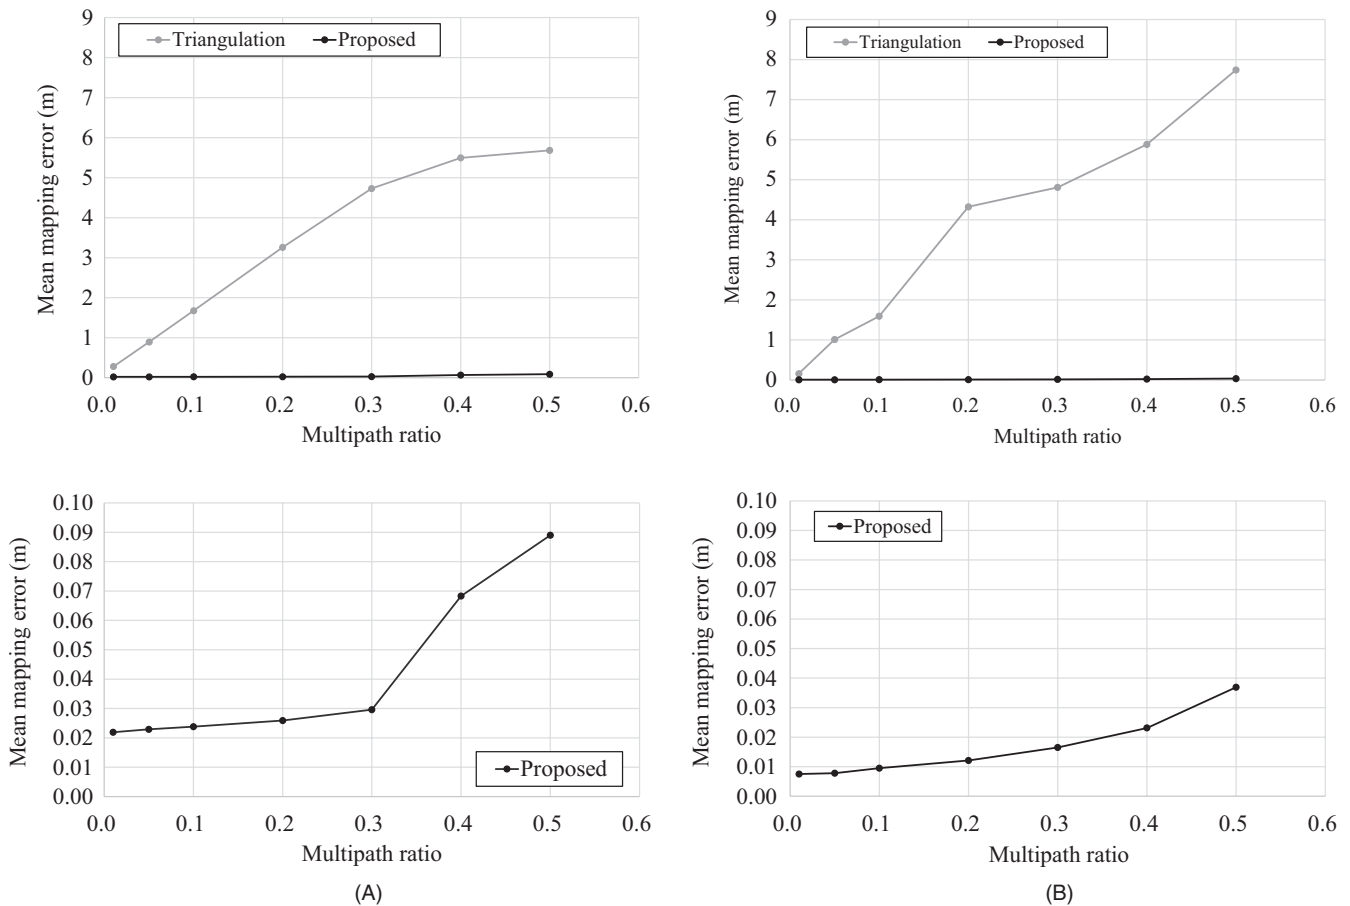 9
8
7
6
5
4
3
2
1
0
Mean mapping error (m)
Triangulation Proposed
0.0 0.1 0.2 0.3 0.4 0.5 0.6
Multipath ratio
9
8
7
6
5
4
3
2
1
0
Mean mapping error (m)
Triangulation Proposed
0.0 0.1 0.2 0.3 0.4 0.5 0.6
Multipath ratio
0.10
0.09
0.08
0.07
0.06
0.05
0.04
0.03
0.02
0.01
0.00
Mean mapping error (m)
Proposed
0.0 0.1 0.2 0.3 0.4 0.5 0.6
Multipath ratio
(A)
0.10
0.09
0.08
0.07
0.06
0.05
0.04
0.03
0.02
0.01
0.00
Mean mapping error (m)
Proposed
0.0 0.1 0.2 0.3 0.4 0.5 0.6
Multipath ratio
(B)